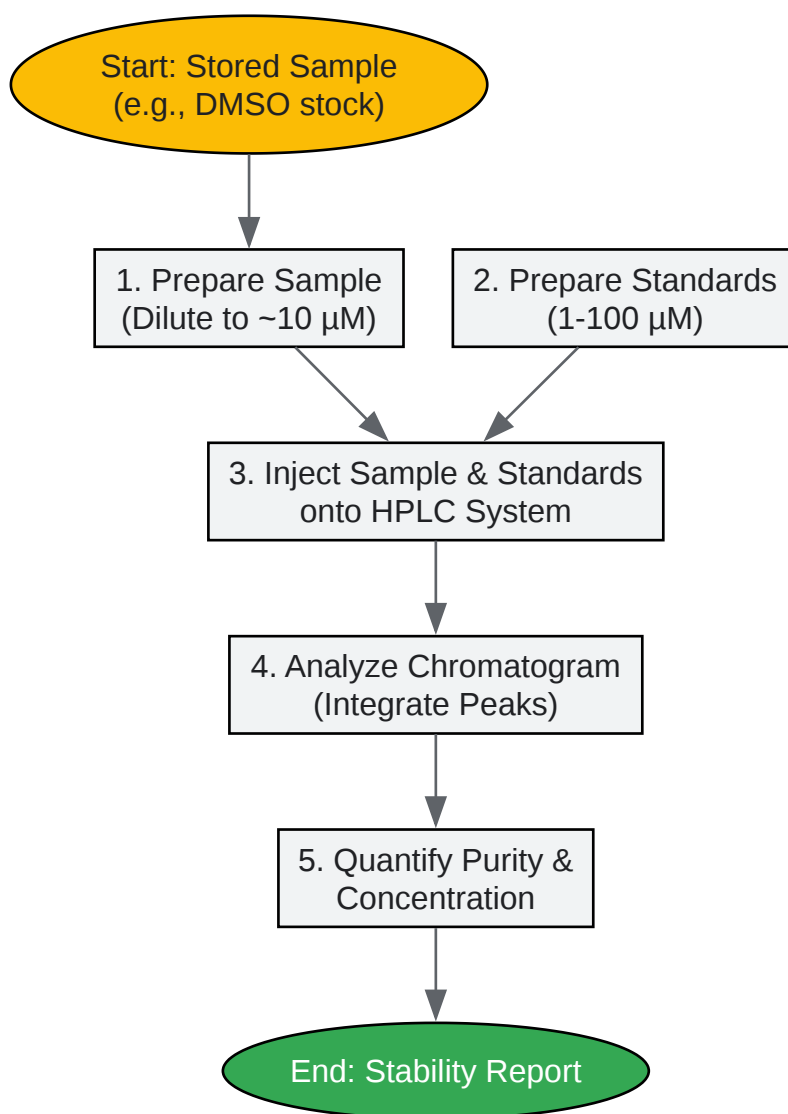 Start: Stored Sample
(e.g., DMSO stock)
1. Prepare Sample
(Dilute to ~10 µM)
2. Prepare Standards
(1-100 µM)
3. Inject Sample & Standards
onto HPLC System
4. Analyze Chromatogram
(Integrate Peaks)
5. Quantify Purity &
Concentration
End: Stability Report